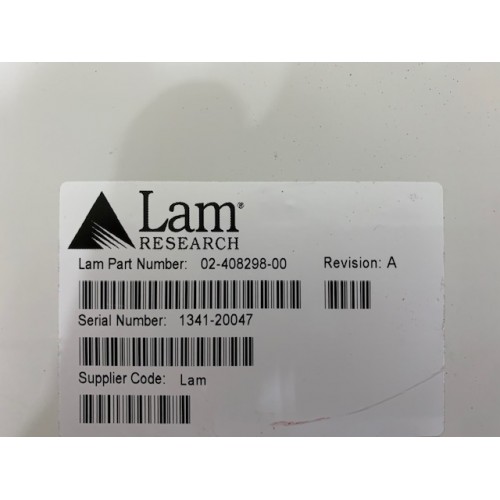 Lam®
RESEARCH
Lam Part Number: 02-408298-00 Revision: A
Serial Number: 1341-20047
Supplier Code: Lam